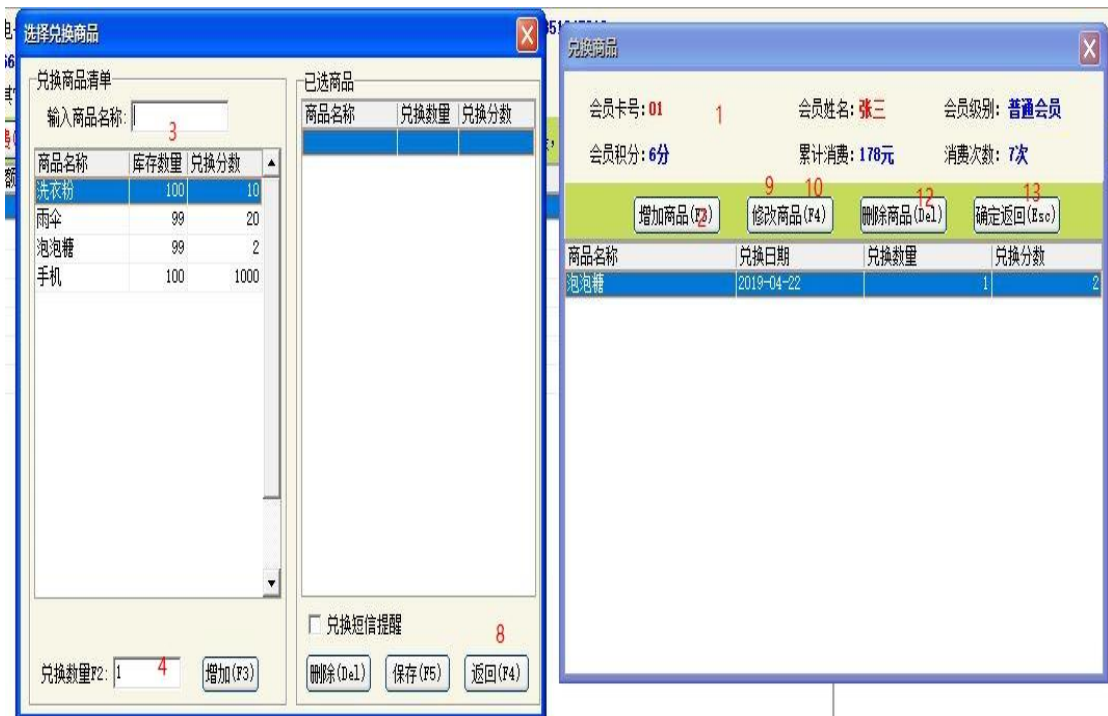 选择兑换商品
兑换商品清单
输入商品名称:
3
商品名称 库存数量 兑换分数
洗衣粉 100 10
雨伞 99 20
泡泡糖 99 2
手机 100 1000
兑换数量F2: 1
4
增加(F3)
已选商品
商品名称 兑换数量 兑换分数
兑换短信提醒
8
删除(Del) 保存(F5) 返回(F4)
兑换商品
会员卡号:01 1 会员姓名:张三 会员级别:普通会员
会员积分:6分 累计消费:178元 消费次数:7次
9 10 12 13
增加商品(F3) 修改商品(F4) 删除商品(Del) 确定返回(Esc)
2
商品名称 兑换日期 兑换数量 兑换分数
泡泡糖 2019-04-22 1 2